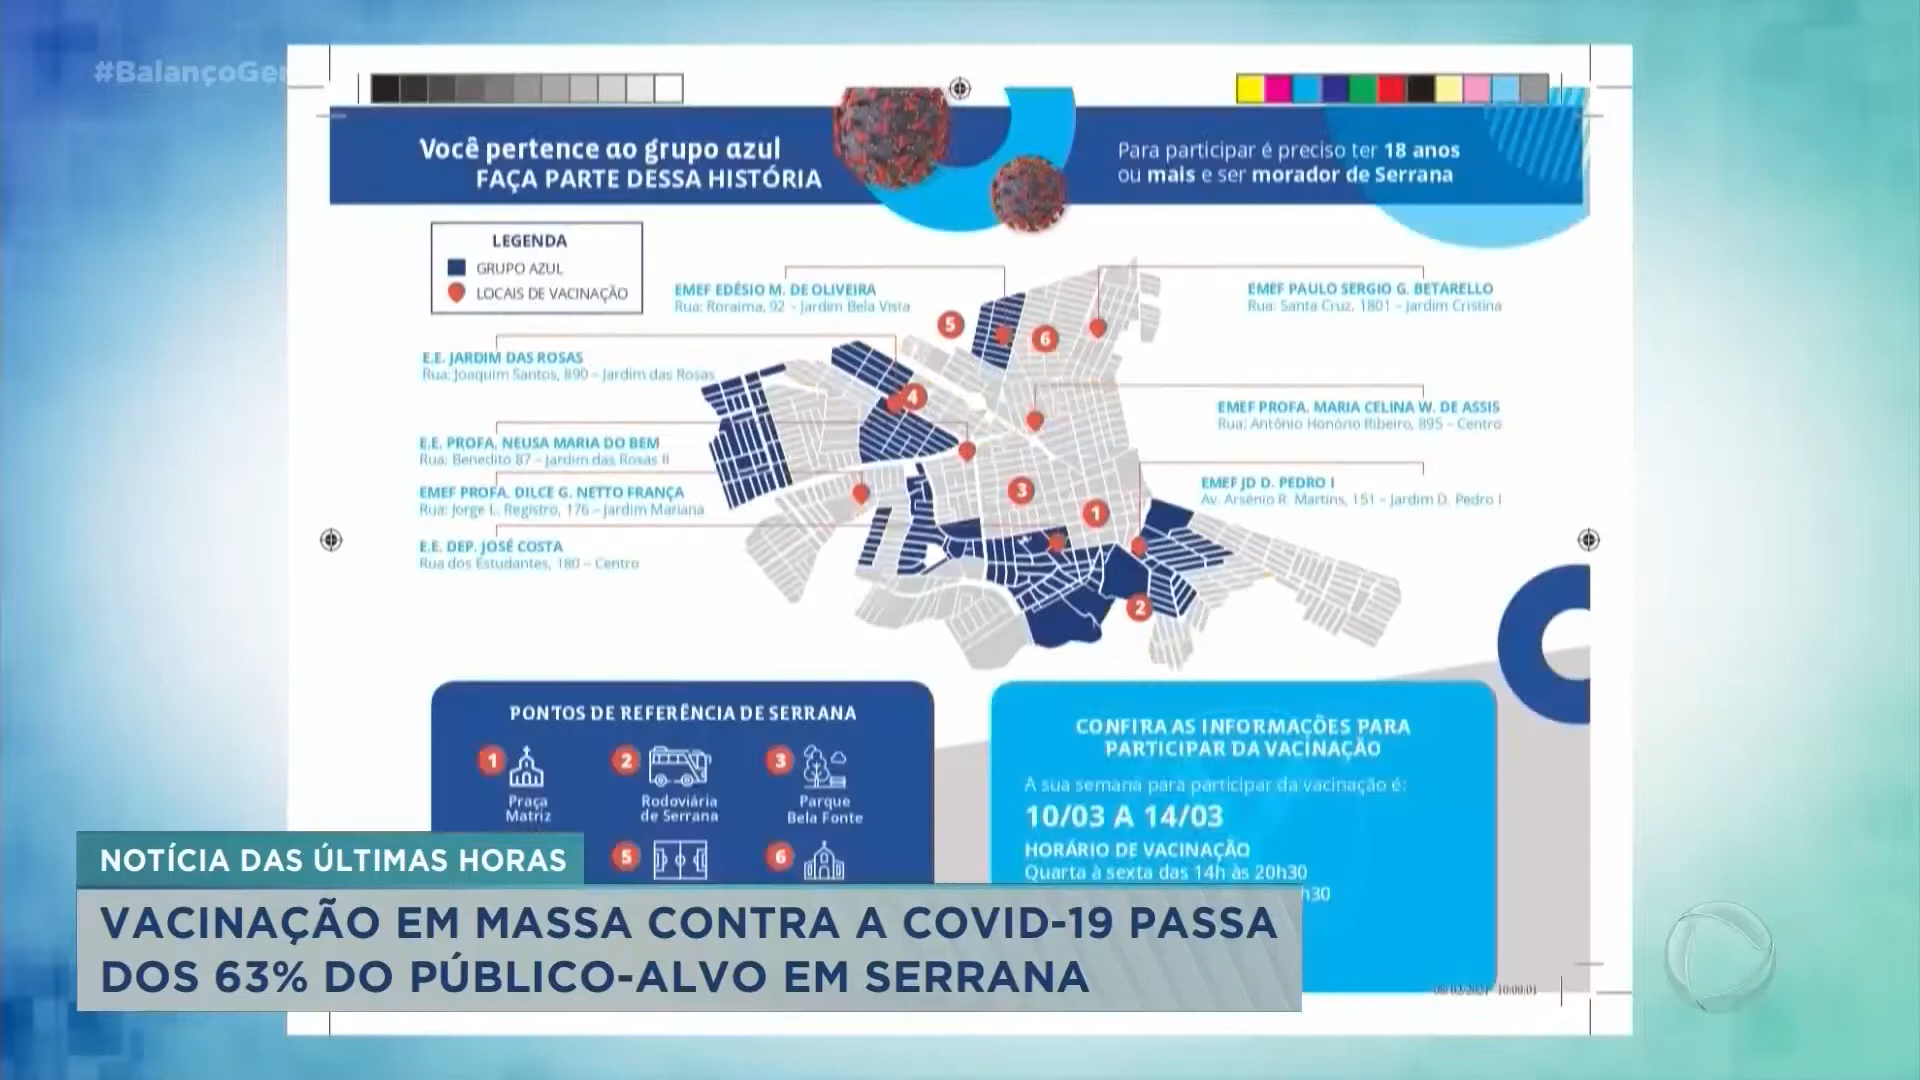 #BalançoGer
Você pertence ao grupo azul
FAÇA PARTE DESSA HISTÓRIA
Para participar é preciso ter 18 anos
ou mais e ser morador de Serrana
LEGENDA
GRUPO AZUL
LOCAIS DE VACINAÇÃO
EMEF EDÉSIO M. DE OLIVEIRA
Rua: Roraima, 92 – Jardim Bela Vista
EMEF PAULO SERGIO G. BETARELLO
Rua: Santa Cruz, 1801 – Jardim Cristina
E.E. JARDIM DAS ROSAS
Rua: Joaquim Santos, 890 – Jardim das Rosas
EMEF PROFA. MARIA CELINA W. DE ASSIS
Rua: Antônio Honório Ribeiro, 895 – Centro
E.E. PROFA. NEUSA MARIA DO BEM
Rua: Benedito 87 – Jardim das Rosas II
EMEF PROFA. DILCE G. NETTO FRANÇA
Rua: Jorge L. Registro, 176 – Jardim Mariana
EMEF JD D. PEDRO I
Av. Arsênio R. Martins, 151 – Jardim D. Pedro I
E.E. DEP. JOSÉ COSTA
Rua dos Estudantes, 180 – Centro
5
6
4
3
1
2
PONTOS DE REFERÊNCIA DE SERRANA
1
2
3
Praça
Matriz
Rodoviária
de Serrana
Parque
Bela Fonte
5
6
CONFIRA AS INFORMAÇÕES PARA
PARTICIPAR DA VACINAÇÃO
A sua semana para participar da vacinação é:
10/03 A 14/03
HORÁRIO DE VACINAÇÃO
Quarta à sexta das 14h às 20h30
h30
NOTÍCIA DAS ÚLTIMAS HORAS
VACINAÇÃO EM MASSA CONTRA A COVID-19 PASSA
DOS 63% DO PÚBLICO-ALVO EM SERRANA